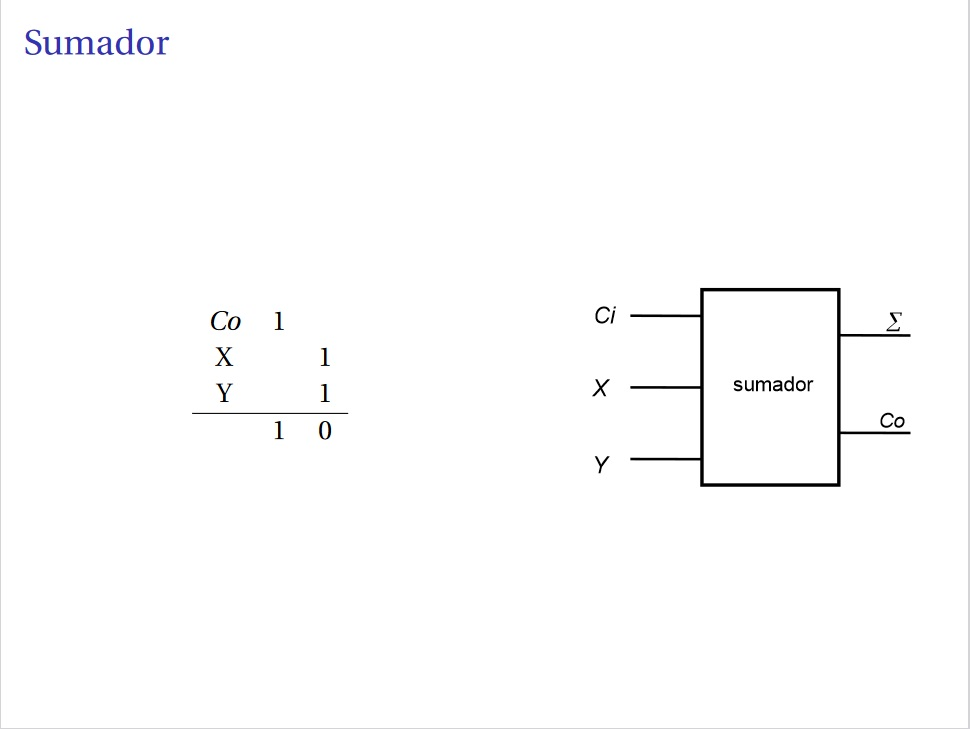 Sumador
Co 1
X 1
Y 1
1 0
Ci
X
Y
sumador
Σ
Co